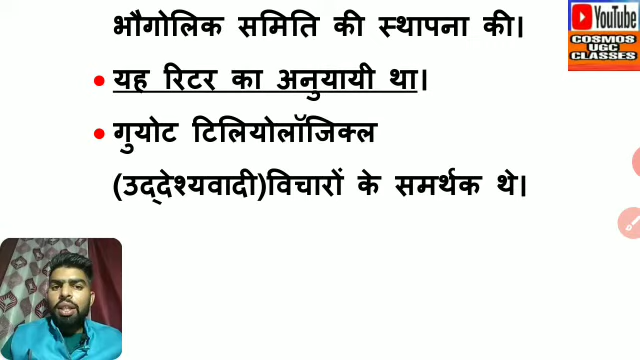 भौगोलिक समिति की स्थापना की।
YouTube
COSMOS
UGC
CLASSES
• यह रिटर का अनुयायी था।
• गुयोट टिलियोलॉजिक्ल
(उद्देश्यवादी)विचारों के समर्थक थे।